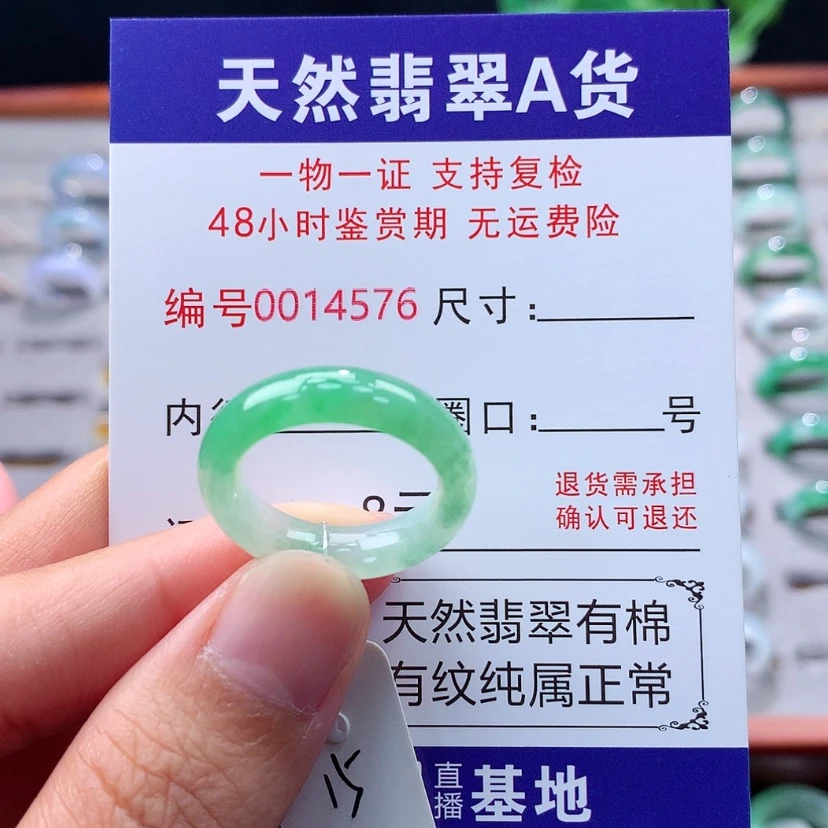 天然翡翠A货
一物一证 支持复检
48小时鉴赏期 无运费险
编号0014576 尺寸:
内 圈口: 号
退货需承担
确认可退还
天然翡翠有棉
有纹纯属正常
直播基地